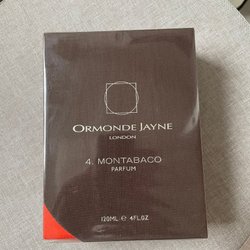 ORMONDE JAYNE
LONDON
4. MONTABACO
PARFUM
120ML ℮ 4FL.OZ